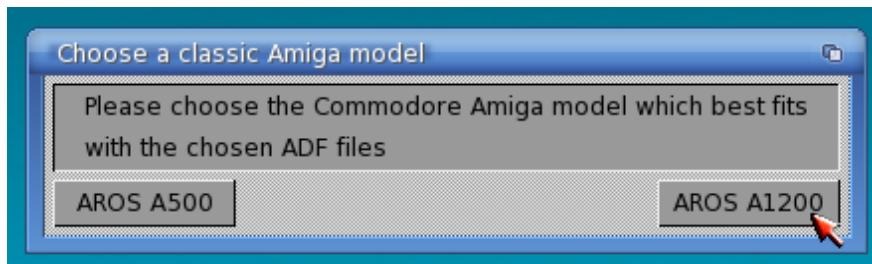 Choose a classic Amiga model
Please choose the Commodore Amiga model which best fits
with the chosen ADF files
AROS A500
AROS A1200